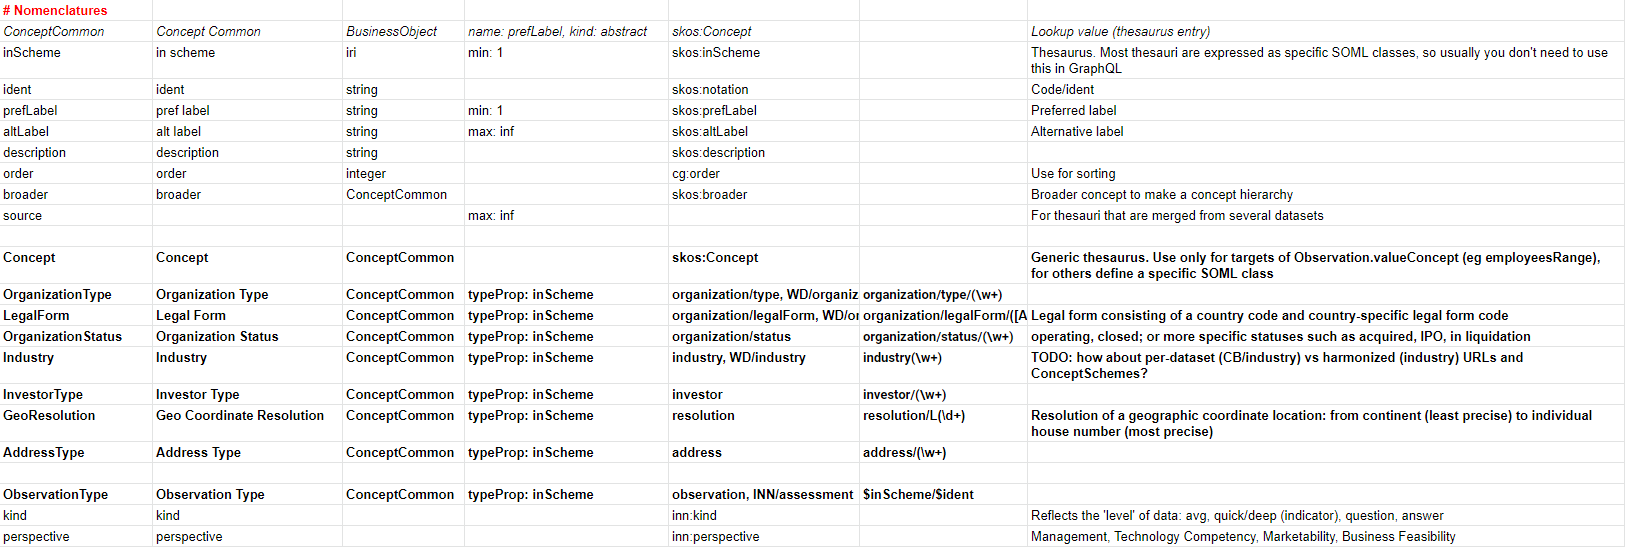 # Nomenclatures
ConceptCommon Concept Common BusinessObject name: prefLabel, kind: abstract skos:Concept Lookup value (thesaurus entry)
inScheme in scheme iri min: 1 skos:inScheme Thesaurus. Most thesauri are expressed as specific SOML classes, so usually you don't need to use
this in GraphQL
ident ident string skos:notation Code/ident
prefLabel pref label string min: 1 skos:prefLabel Preferred label
altLabel alt label string max: inf skos:altLabel Alternative label
description description string skos:description
order order integer cg:order Use for sorting
broader broader ConceptCommon skos:broader Broader concept to make a concept hierarchy
source max: inf For thesauri that are merged from several datasets
Concept Concept ConceptCommon skos:Concept Generic thesaurus. Use only for targets of Observation.valueConcept (eg employeesRange),
for others define a specific SOML class
OrganizationType Organization Type ConceptCommon typeProp: inScheme organization/type, WD/organiz organization/type/(\w+)
LegalForm Legal Form ConceptCommon typeProp: inScheme organization/legalForm, WD/or organization/legalForm/([A Legal form consisting of a country code and country-specific legal form code
OrganizationStatus Organization Status ConceptCommon typeProp: inScheme organization/status organization/status/(\w+) operating, closed; or more specific statuses such as acquired, IPO, in liquidation
Industry Industry ConceptCommon typeProp: inScheme industry, WD/industry industry(\w+) TODO: how about per-dataset (CB/industry) vs harmonized (industry) URLs and
ConceptSchemes?
InvestorType Investor Type ConceptCommon typeProp: inScheme investor investor/(\w+)
GeoResolution Geo Coordinate Resolution ConceptCommon typeProp: inScheme resolution resolution/L(\d+) Resolution of a geographic coordinate location: from continent (least precise) to individual
house number (most precise)
AddressType Address Type ConceptCommon typeProp: inScheme address address/(\w+)
ObservationType Observation Type ConceptCommon typeProp: inScheme observation, INN/assessment $inScheme/$ident
kind kind inn:kind Reflects the 'level' of data: avg, quick/deep (indicator), question, answer
perspective perspective inn:perspective Management, Technology Competency, Marketability, Business Feasibility